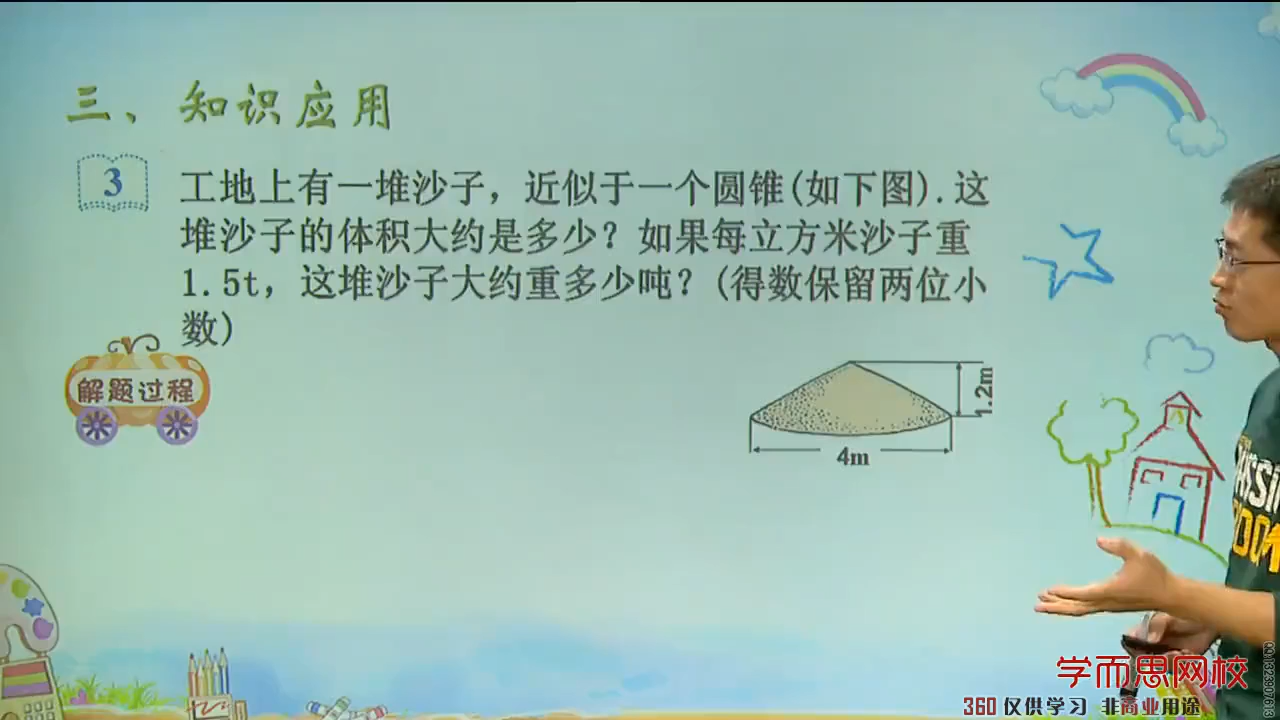 三、知识应用
3
工地上有一堆沙子，近似于一个圆锥(如下图).这
堆沙子的体积大约是多少？如果每立方米沙子重
1.5t，这堆沙子大约重多少吨？(得数保留两位小
数)
解题过程
1.2m
4m
学而思网校
360 仅供学习 非商业用途